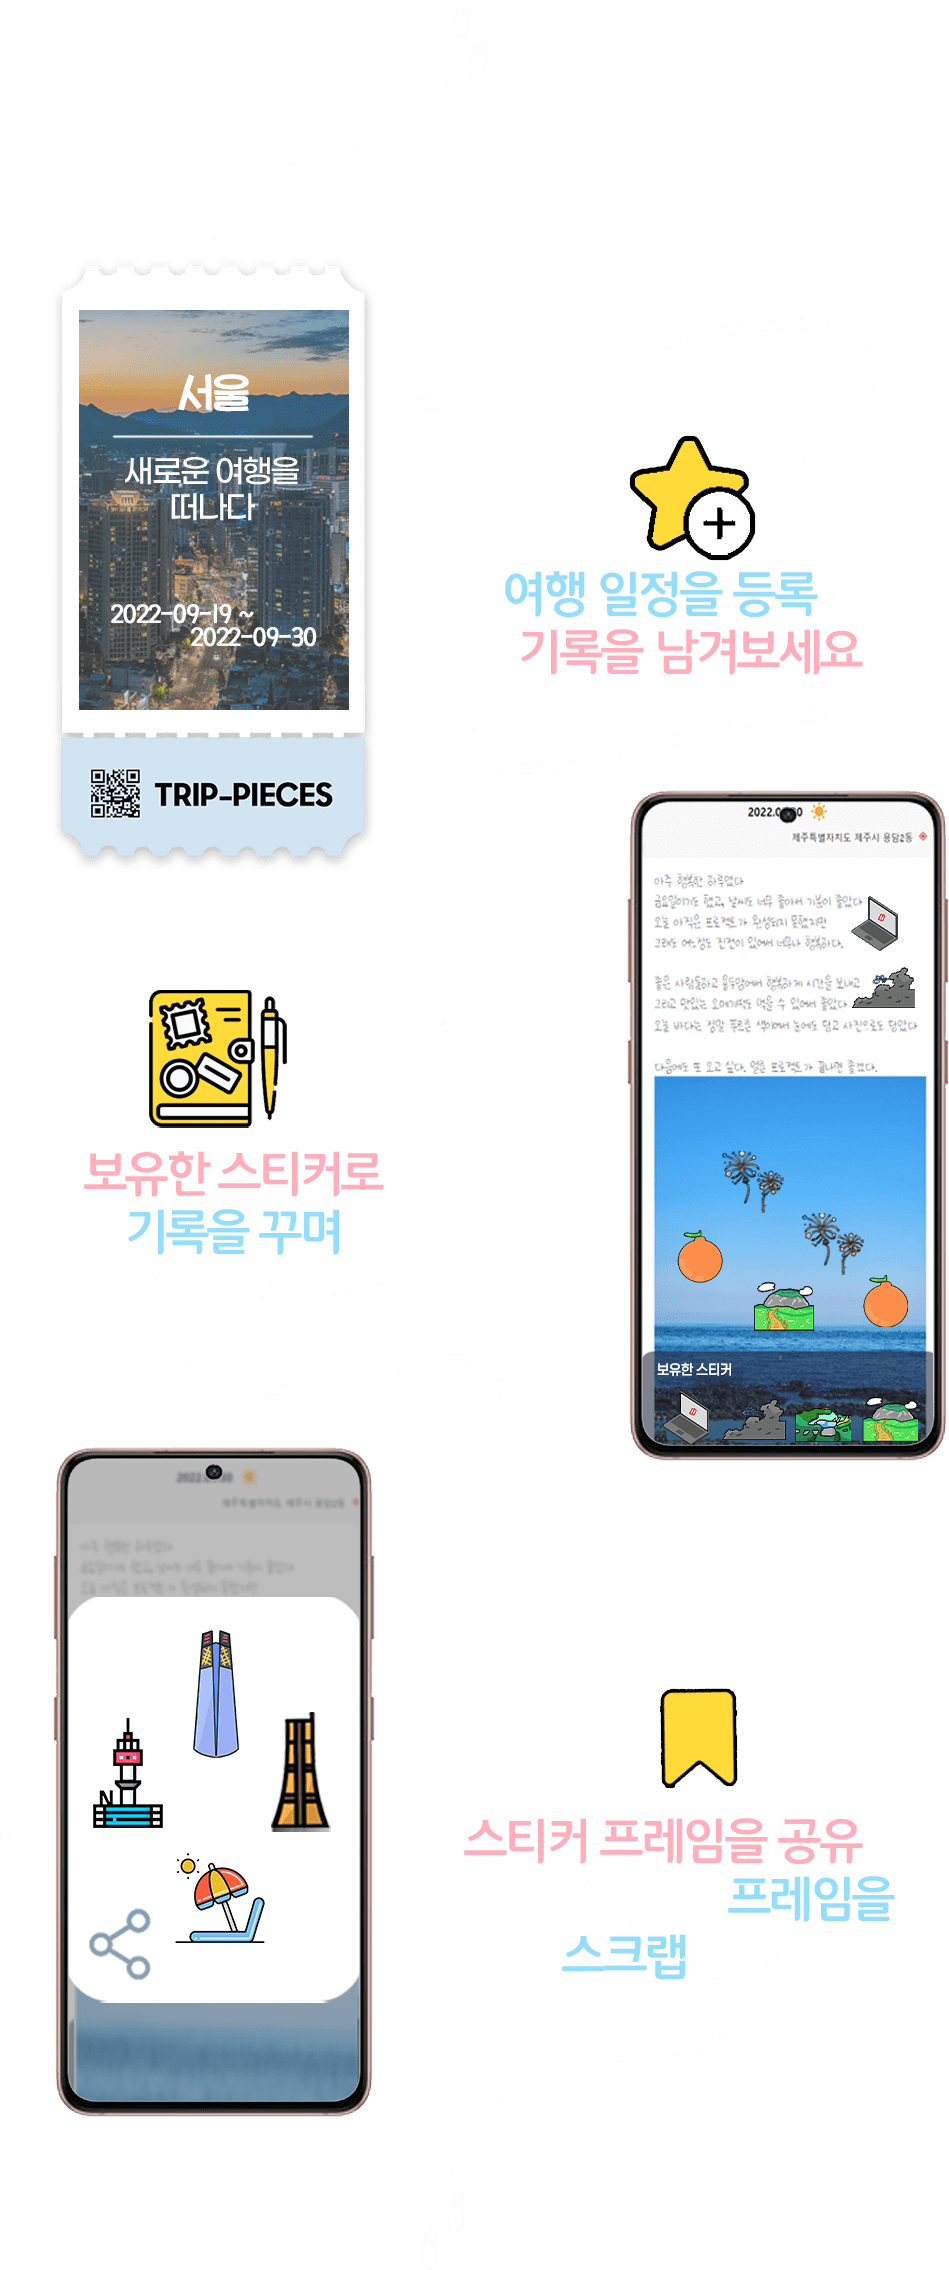 서울
새로운 여행을
떠나다
2022-09-19 ~
2022-09-30
TRIP-PIECES
여행 일정을 등록
기록을 남겨보세요
제주특별자치도 제주시 용담2동
아주 행복한 하루였다
금요일이기도 했고, 날씨도 너무 좋아서 기분이 좋았다
오늘 아직은 프로젝트가 완성되지 못했지만
그래도 어느정도 진전이 있어서 너무나 행복하다.
좋은 사람들하고 용두암에서 행복하게 시간을 보내고
그리고 맛있는 오메기떡도 먹을 수 있어서 좋았다
오늘 바다는 정말 푸르른 색이여서 눈에도 담고 사진으로도 담았다
다음에도 또 오고 싶다. 얼른 프로젝트가 끝나면 좋겠다.
보유한 스티커
보유한 스티커로
기록을 꾸며
N
스티커 프레임을 공유
프레임을
스크랩